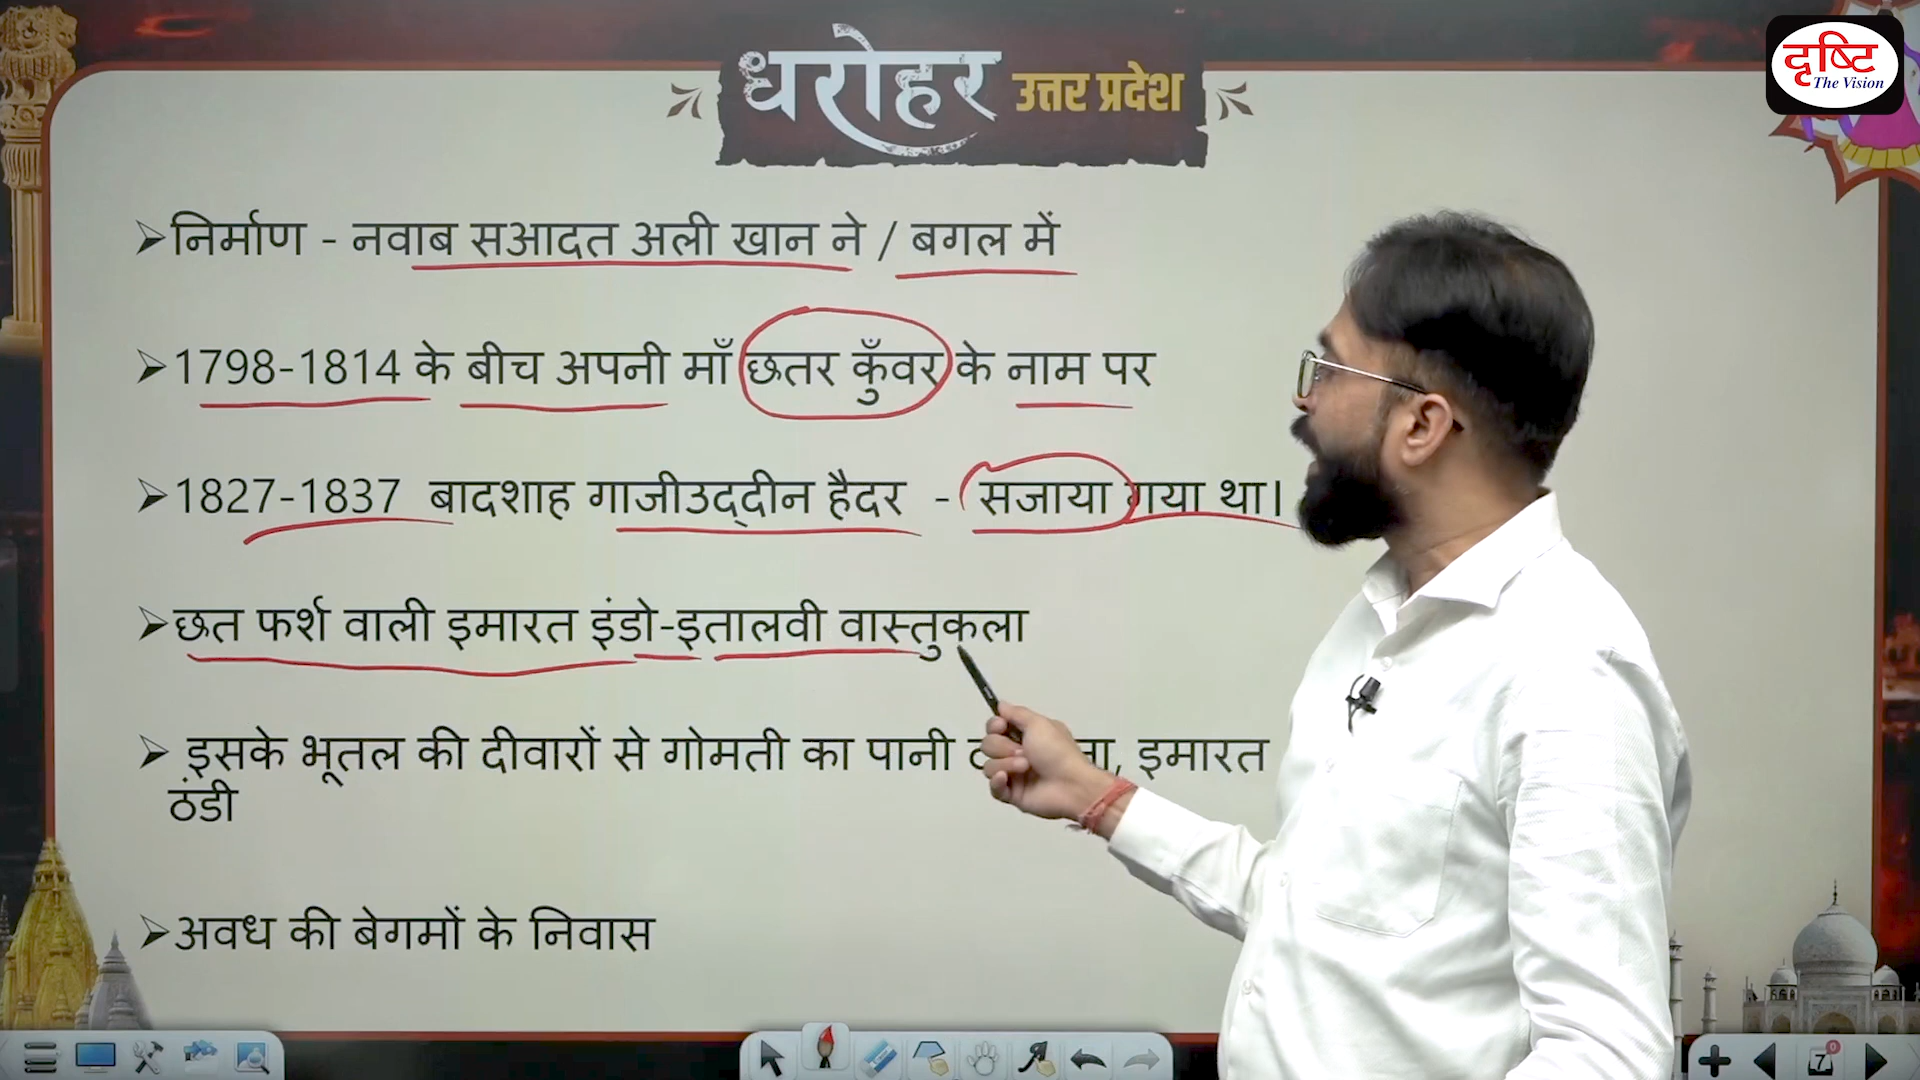 धरोहर उत्तर प्रदेश
दृष्टि
The Vision
➢निर्माण - नवाब सआदत अली खान ने / बगल में
➢1798-1814 के बीच अपनी माँ छतर कुँवर के नाम पर
➢1827-1837 बादशाह गाजीउद्दीन हैदर - सजाया गया था।
➢छत फर्श वाली इमारत इंडो-इतालवी वास्तुकला
➢ इसके भूतल की दीवारों से गोमती का पानी इमारत
ठंडी
➢अवध की बेगमों के निवास
7
0